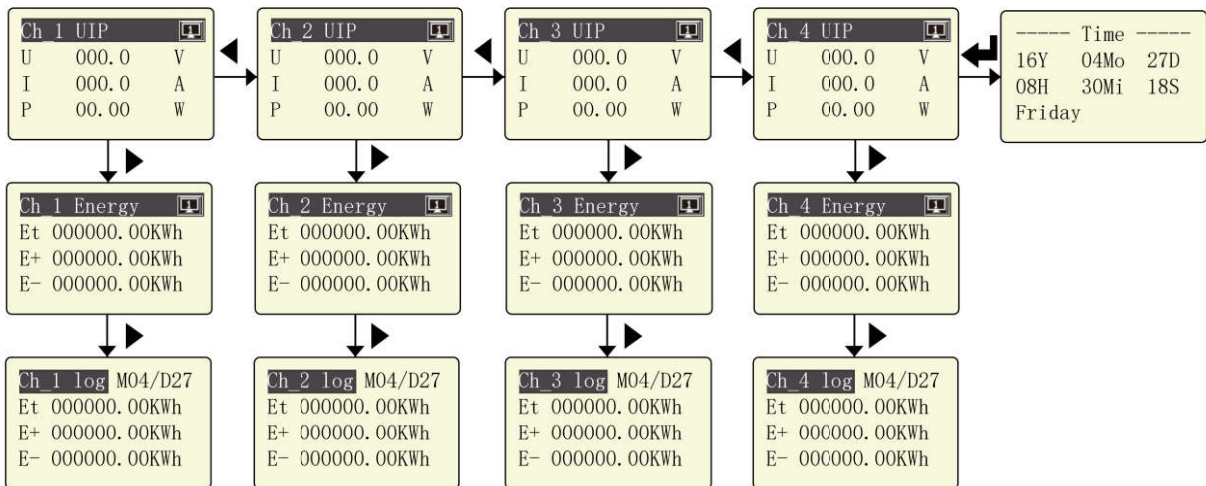 Ch_1 UIP
U 000.0 V
I 000.0 A
P 00.00 W
Ch_2 UIP
U 000.0 V
I 000.0 A
P 00.00 W
Ch_3 UIP
U 000.0 V
I 000.0 A
P 00.00 W
Ch_4 UIP
U 000.0 V
I 000.0 A
P 00.00 W
----- Time -----
16Y 04Mo 27D
08H 30Mi 18S
Friday
Ch_1 Energy
Et 000000.00KWh
E+ 000000.00KWh
E- 000000.00KWh
Ch_2 Energy
Et 000000.00KWh
E+ 000000.00KWh
E- 000000.00KWh
Ch_3 Energy
Et 000000.00KWh
E+ 000000.00KWh
E- 000000.00KWh
Ch_4 Energy
Et 000000.00KWh
E+ 000000.00KWh
E- 000000.00KWh
Ch_1 log M04/D27
Et 000000.00KWh
E+ 000000.00KWh
E- 000000.00KWh
Ch_2 log M04/D27
Et 000000.00KWh
E+ 000000.00KWh
E- 000000.00KWh
Ch_3 log M04/D27
Et 000000.00KWh
E+ 000000.00KWh
E- 000000.00KWh
Ch_4 log M04/D27
Et 000000.00KWh
E+ 000000.00KWh
E- 000000.00KWh